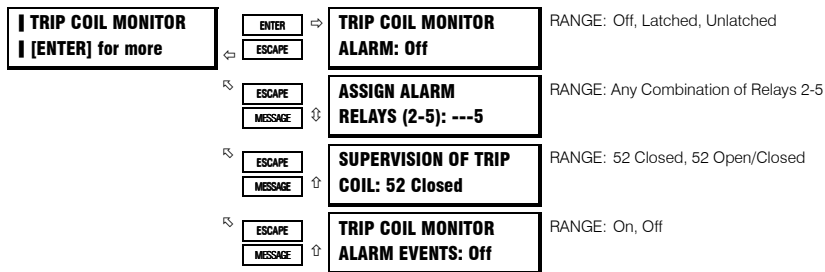 TRIP COIL MONITOR
[ENTER] for more
ENTER
ESCAPE
TRIP COIL MONITOR
ALARM: Off
RANGE: Off, Latched, Unlatched
ESCAPE
MESSAGE
ASSIGN ALARM
RELAYS (2-5): ---5
RANGE: Any Combination of Relays 2-5
ESCAPE
MESSAGE
SUPERVISION OF TRIP
COIL: 52 Closed
RANGE: 52 Closed, 52 Open/Closed
ESCAPE
MESSAGE
TRIP COIL MONITOR
ALARM EVENTS: Off
RANGE: On, Off